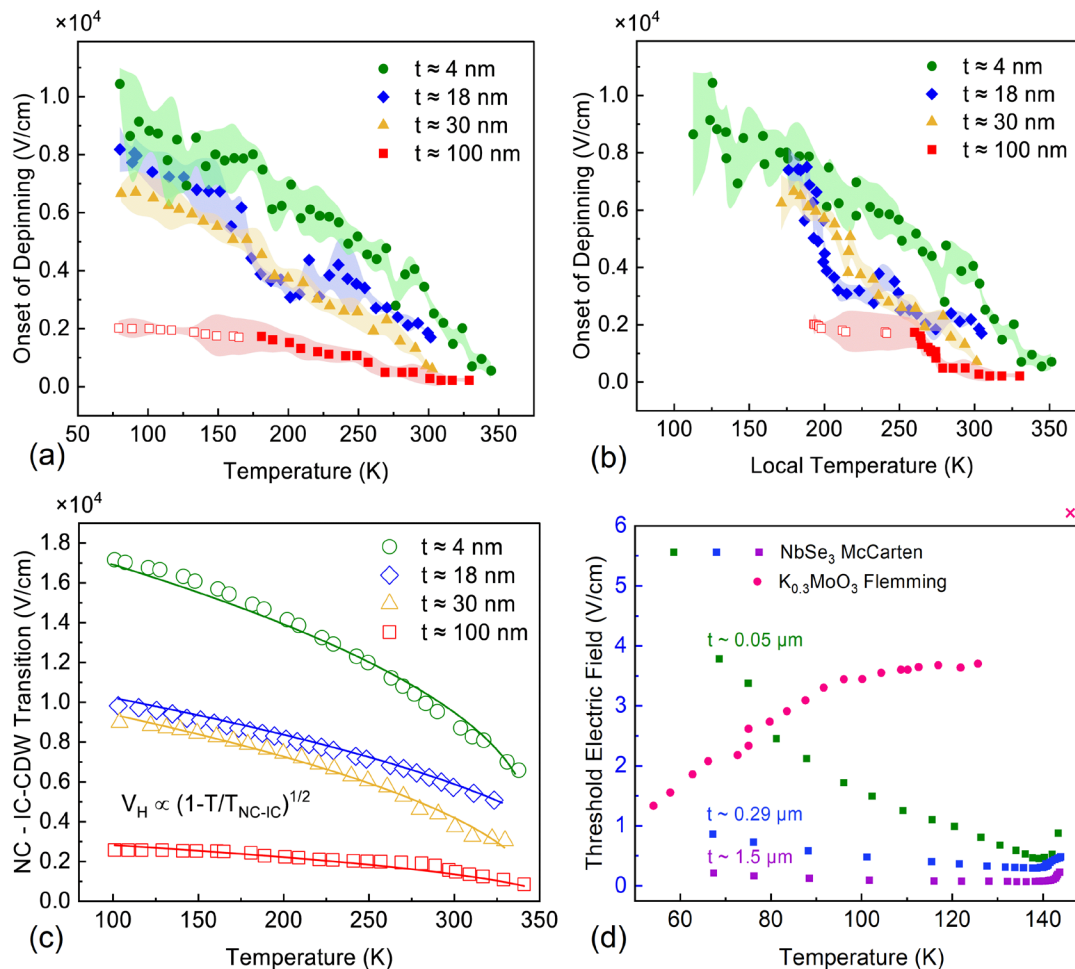 ×10⁴
1.0
0.8
0.6
0.4
0.2
0.0
50 100 150 200 250 300 350
Onset of Depinning (V/cm)
t ≈ 4 nm
t ≈ 18 nm
t ≈ 30 nm
t ≈ 100 nm
(a)
Temperature (K)
×10⁴
1.0
0.8
0.6
0.4
0.2
0.0
100 150 200 250 300 350
Onset of Depinning (V/cm)
t ≈ 4 nm
t ≈ 18 nm
t ≈ 30 nm
t ≈ 100 nm
(b)
Local Temperature (K)
×10⁴
1.8
1.6
1.4
1.2
1.0
0.8
0.6
0.4
0.2
0.0
100 150 200 250 300 350
NC - IC-CDW Transition (V/cm)
t ≈ 4 nm
t ≈ 18 nm
t ≈ 30 nm
t ≈ 100 nm
V_H ∝ (1-T/T_NC-IC)^1/2
(c)
Temperature (K)
×
6
5
4
3
2
1
0
60 80 100 120 140
Threshold Electric Field (V/cm)
NbSe₃ McCarten
K₀.₃MoO₃ Flemming
t ~ 0.05 µm
t ~ 0.29 µm
t ~ 1.5 µm
(d)
Temperature (K)